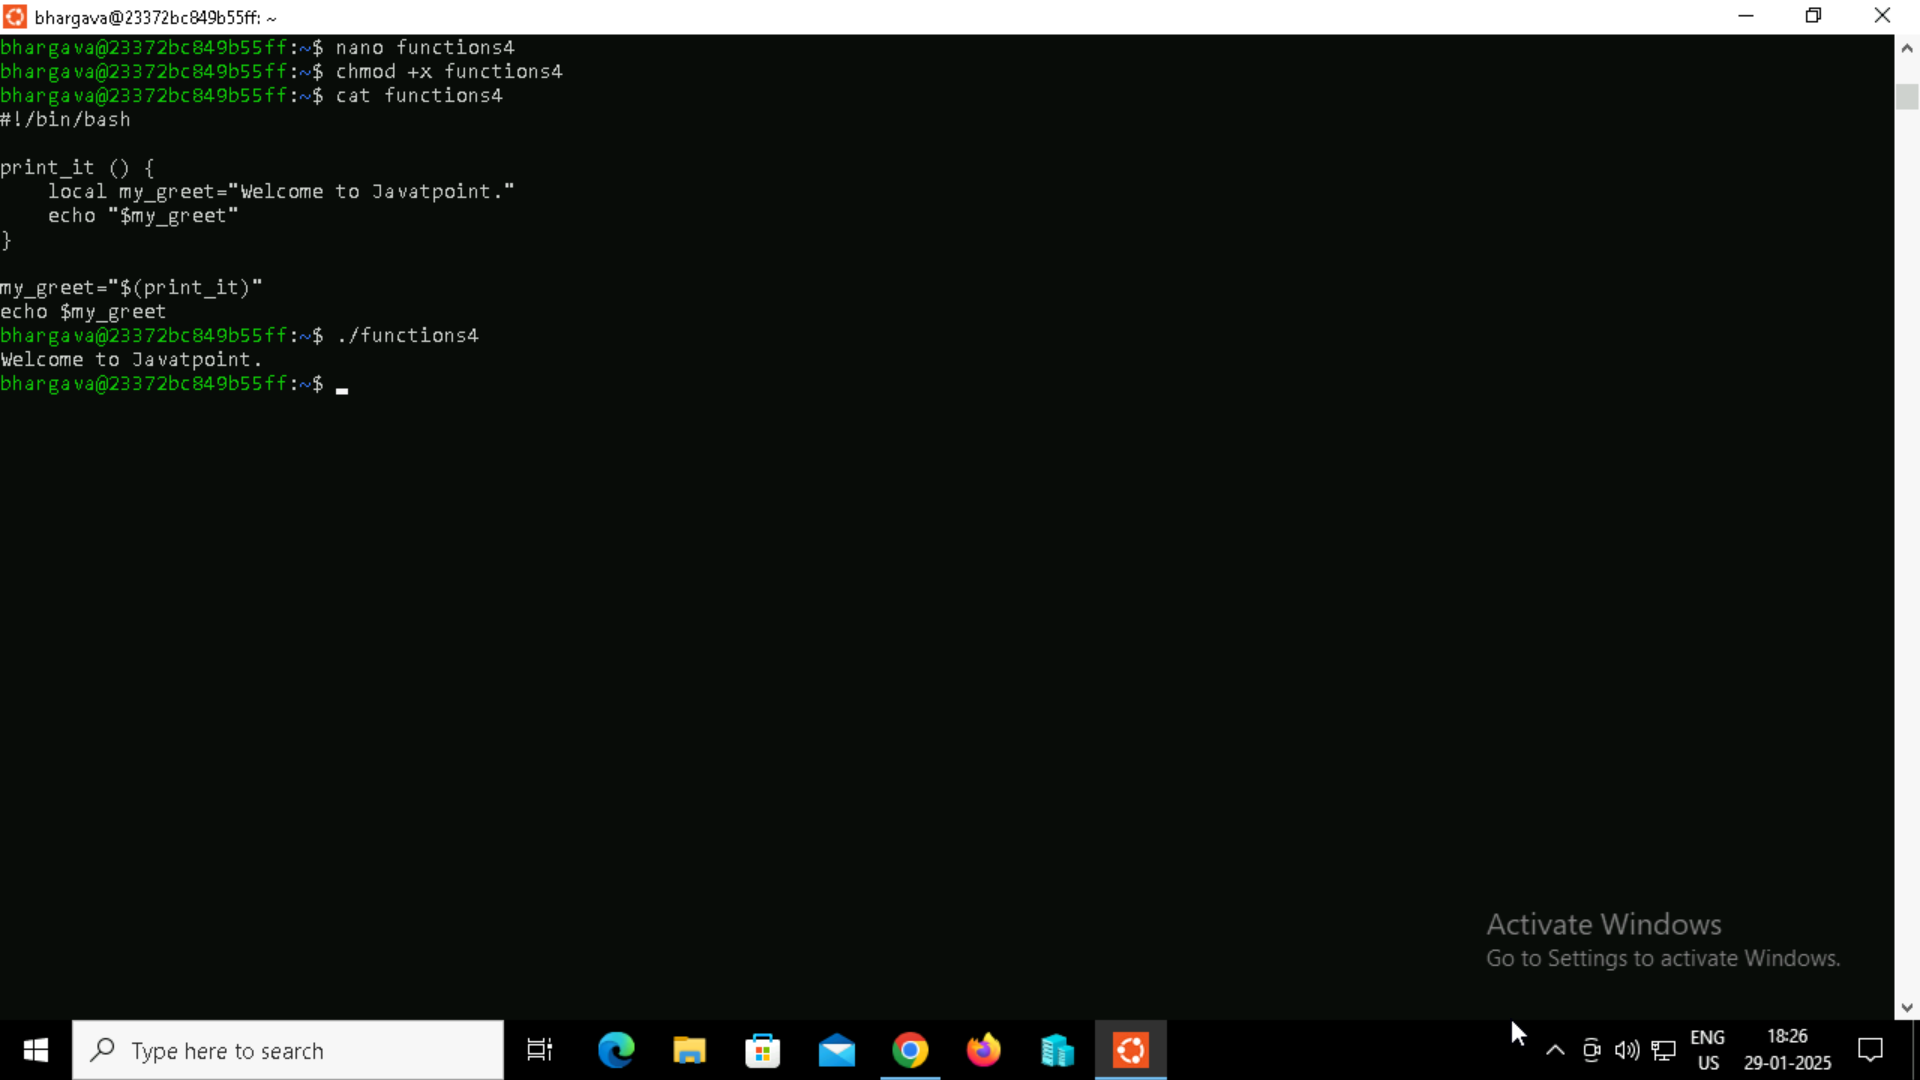 bhargava@23372bc849b55ff: ~
bhargava@23372bc849b55ff:~$ nano functions4
bhargava@23372bc849b55ff:~$ chmod +x functions4
bhargava@23372bc849b55ff:~$ cat functions4
#!/bin/bash
print_it () {
    local my_greet="Welcome to Javatpoint."
    echo "$my_greet"
}
my_greet="$(print_it)"
echo $my_greet
bhargava@23372bc849b55ff:~$ ./functions4
Welcome to Javatpoint.
bhargava@23372bc849b55ff:~$
Activate Windows
Go to Settings to activate Windows.
Type here to search
ENG
US
18:26
29-01-2025